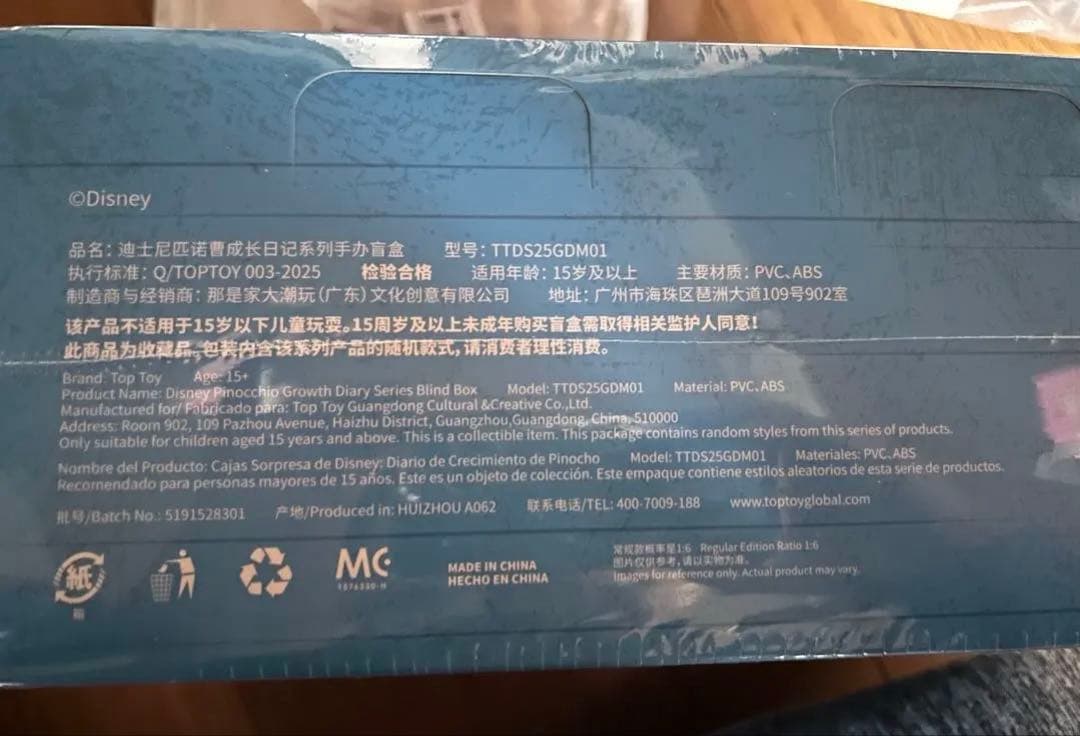 ©Disney
品名：迪士尼匹诺曹成长日记系列手办盲盒 型号：TTDS25GDM01
执行标准：Q/TOPTOY 003-2025 检验合格 适用年龄：15岁及以上 主要材质：PVC、ABS
制造商与经销商：那是家大潮玩（广东）文化创意有限公司 地址：广州市海珠区琶洲大道109号902室
该产品不适用于15岁以下儿童玩耍。15周岁及以上未成年购买盲盒需取得相关监护人同意！
此商品为收藏品，包装内含该系列产品的随机款式，请消费者理性消费。
Brand: Top Toy Age: 15+
Product Name: Disney Pinocchio Growth Diary Series Blind Box Model: TTDS25GDM01 Material: PVC、ABS
Manufactured for/ Fabricado para: Top Toy Guangdong Cultural &Creative Co.,Ltd.
Address: Room 902, 109 Pazhou Avenue, Haizhu District, Guangzhou,Guangdong, China, 510000
Only suitable for children aged 15 years and above. This is a collectible item. This package contains random styles from this series of products.
Nombre del Producto: Cajas Sorpresa de Disney: Diario de Crecimiento de Pinocho Model: TTDS25GDM01 Materiales: PVC、ABS
Recomendado para personas mayores de 15 años. Este es un objeto de colección. Este empaque contiene estilos aleatorios de esta serie de productos.
批号/Batch No.: 5191528301 产地/Produced in: HUIZHOU A062 联系电话/TEL: 400-7009-188 www.toptoyglobal.com
紙
MC
MADE IN CHINA
HECHO EN CHINA
常规款概率是1:6 Regular Edition Ratio 1:6
图片仅供参考，请以实物为准。
Images for reference only. Actual product may vary.